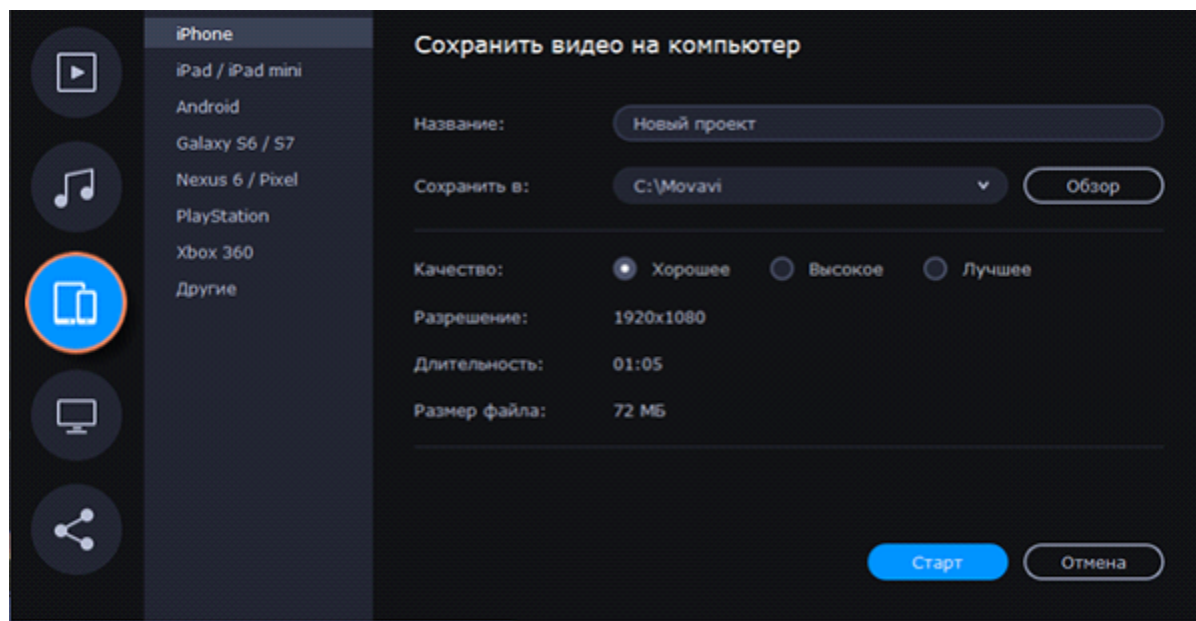 iPhone
iPad / iPad mini
Android
Galaxy S6 / S7
Nexus 6 / Pixel
PlayStation
Xbox 360
Другие
Сохранить видео на компьютер
Название: Новый проект
Сохранить в: C:\Movavi Обзор
Качество: Хорошее Высокое Лучшее
Разрешение: 1920x1080
Длительность: 01:05
Размер файла: 72 МБ
Старт Отмена